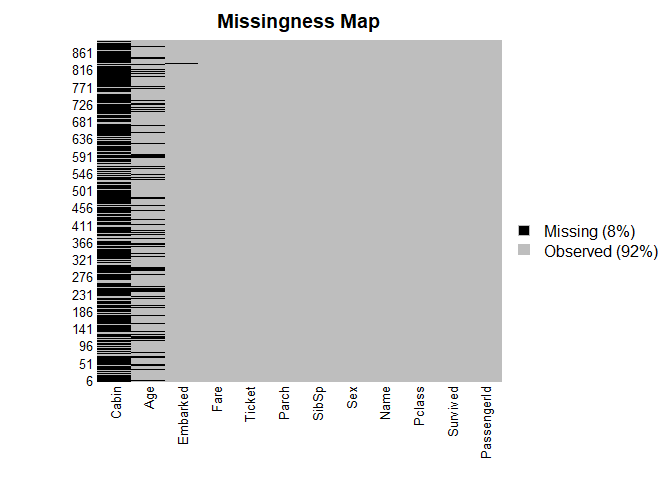 Missingness Map
861
816
771
726
681
636
591
546
501
456
411
366
321
276
231
186
141
96
51
6
Missing (8%)
Observed (92%)
Cabin
Age
Embarked
Fare
Ticket
Parch
SibSp
Sex
Name
Pclass
Survived
PassengerId